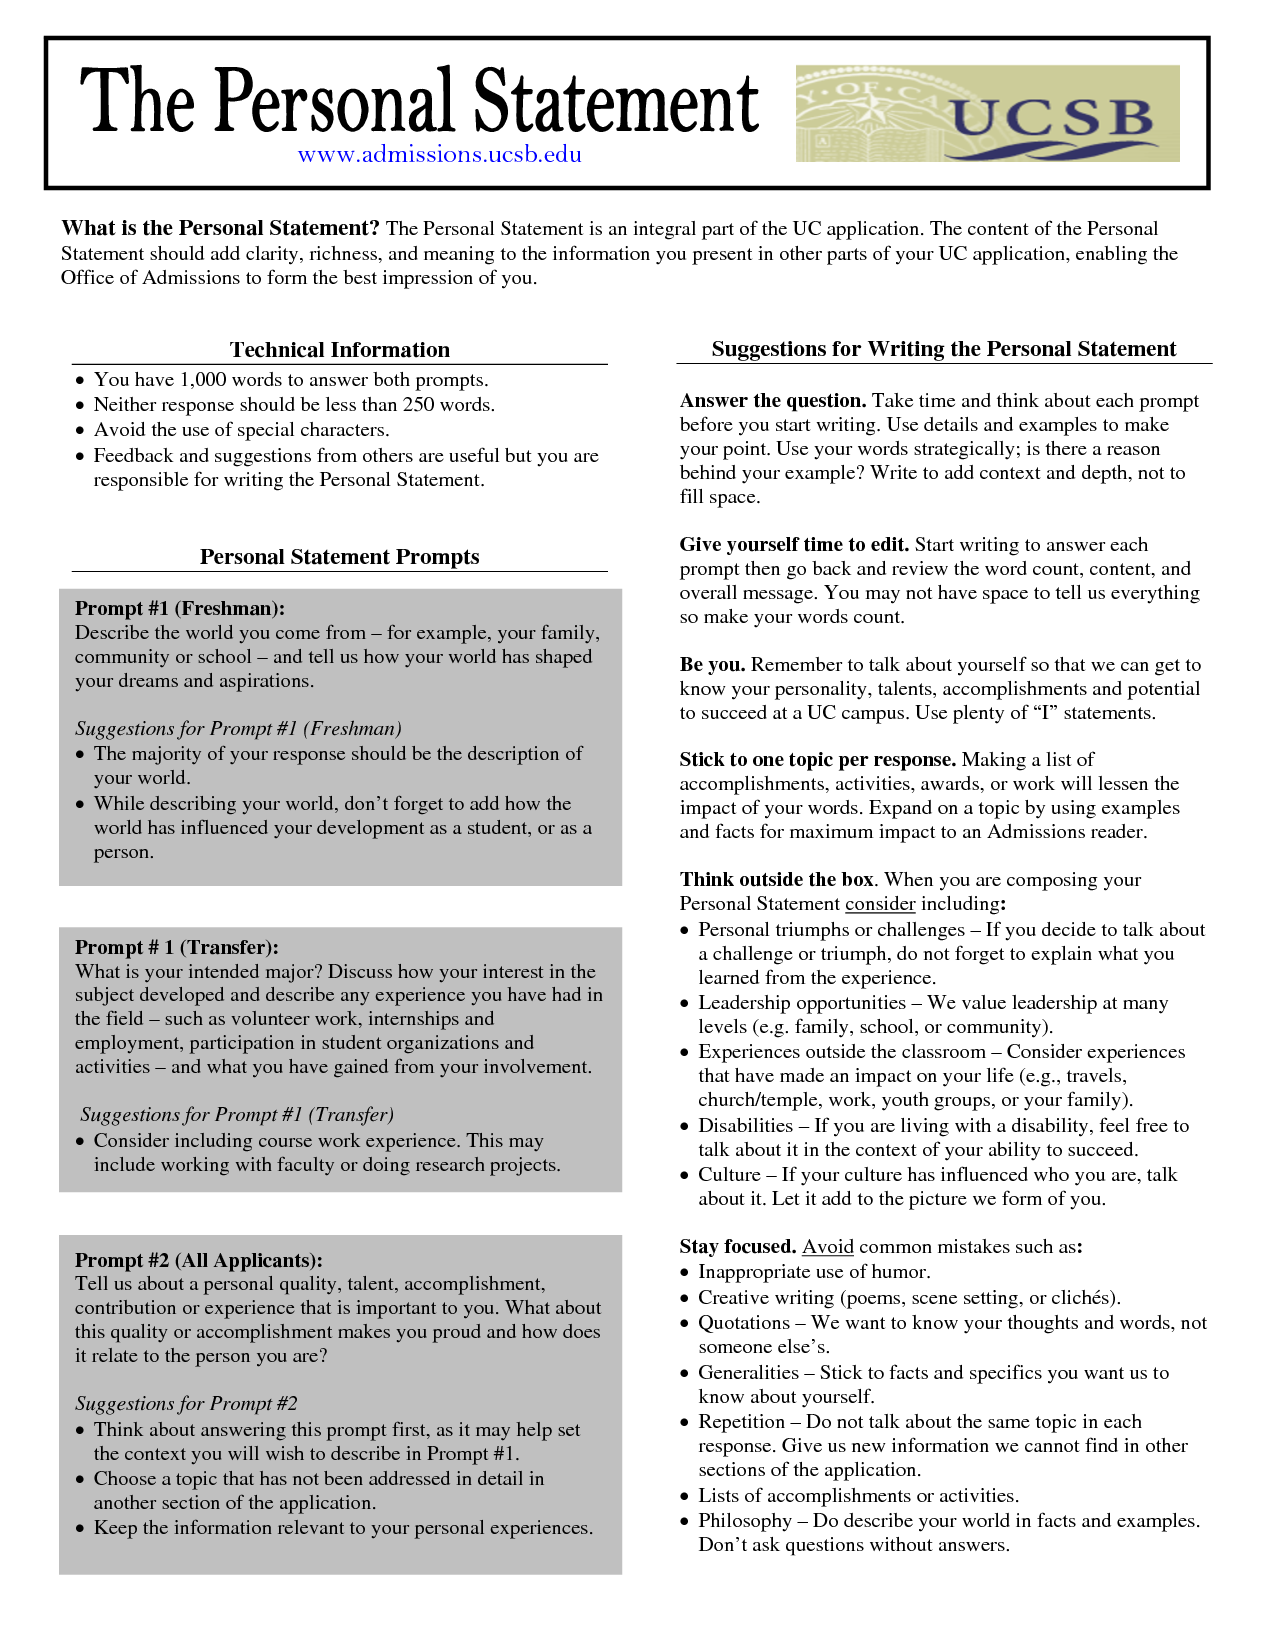 The Personal Statement
www.admissions.ucsb.edu
OF CA
A
UCSB
What is the Personal Statement? The Personal Statement is an integral part of the UC application. The content of the Personal
Statement should add clarity, richness, and meaning to the information you present in other parts of your UC application, enabling the
Office of Admissions to form the best impression of you.
Technical Information
• You have 1,000 words to answer both prompts.
• Neither response should be less than 250 words.
• Avoid the use of special characters.
• Feedback and suggestions from others are useful but you are
responsible for writing the Personal Statement.
Personal Statement Prompts
Prompt #1 (Freshman):
Describe the world you come from – for example, your family,
community or school – and tell us how your world has shaped
your dreams and aspirations.
Suggestions for Prompt #1 (Freshman)
• The majority of your response should be the description of
your world.
• While describing your world, don’t forget to add how the
world has influenced your development as a student, or as a
person.
Prompt # 1 (Transfer):
What is your intended major? Discuss how your interest in the
subject developed and describe any experience you have had in
the field – such as volunteer work, internships and
employment, participation in student organizations and
activities – and what you have gained from your involvement.
Suggestions for Prompt #1 (Transfer)
• Consider including course work experience. This may
include working with faculty or doing research projects.
Prompt #2 (All Applicants):
Tell us about a personal quality, talent, accomplishment,
contribution or experience that is important to you. What about
this quality or accomplishment makes you proud and how does
it relate to the person you are?
Suggestions for Prompt #2
• Think about answering this prompt first, as it may help set
the context you will wish to describe in Prompt #1.
• Choose a topic that has not been addressed in detail in
another section of the application.
• Keep the information relevant to your personal experiences.
Suggestions for Writing the Personal Statement
Answer the question. Take time and think about each prompt
before you start writing. Use details and examples to make
your point. Use your words strategically; is there a reason
behind your example? Write to add context and depth, not to
fill space.
Give yourself time to edit. Start writing to answer each
prompt then go back and review the word count, content, and
overall message. You may not have space to tell us everything
so make your words count.
Be you. Remember to talk about yourself so that we can get to
know your personality, talents, accomplishments and potential
to succeed at a UC campus. Use plenty of “I” statements.
Stick to one topic per response. Making a list of
accomplishments, activities, awards, or work will lessen the
impact of your words. Expand on a topic by using examples
and facts for maximum impact to an Admissions reader.
Think outside the box. When you are composing your
Personal Statement consider including:
• Personal triumphs or challenges – If you decide to talk about
a challenge or triumph, do not forget to explain what you
learned from the experience.
• Leadership opportunities – We value leadership at many
levels (e.g. family, school, or community).
• Experiences outside the classroom – Consider experiences
that have made an impact on your life (e.g., travels,
church/temple, work, youth groups, or your family).
• Disabilities – If you are living with a disability, feel free to
talk about it in the context of your ability to succeed.
• Culture – If your culture has influenced who you are, talk
about it. Let it add to the picture we form of you.
Stay focused. Avoid common mistakes such as:
• Inappropriate use of humor.
• Creative writing (poems, scene setting, or clichés).
• Quotations – We want to know your thoughts and words, not
someone else’s.
• Generalities – Stick to facts and specifics you want us to
know about yourself.
• Repetition – Do not talk about the same topic in each
response. Give us new information we cannot find in other
sections of the application.
• Lists of accomplishments or activities.
• Philosophy – Do describe your world in facts and examples.
Don’t ask questions without answers.